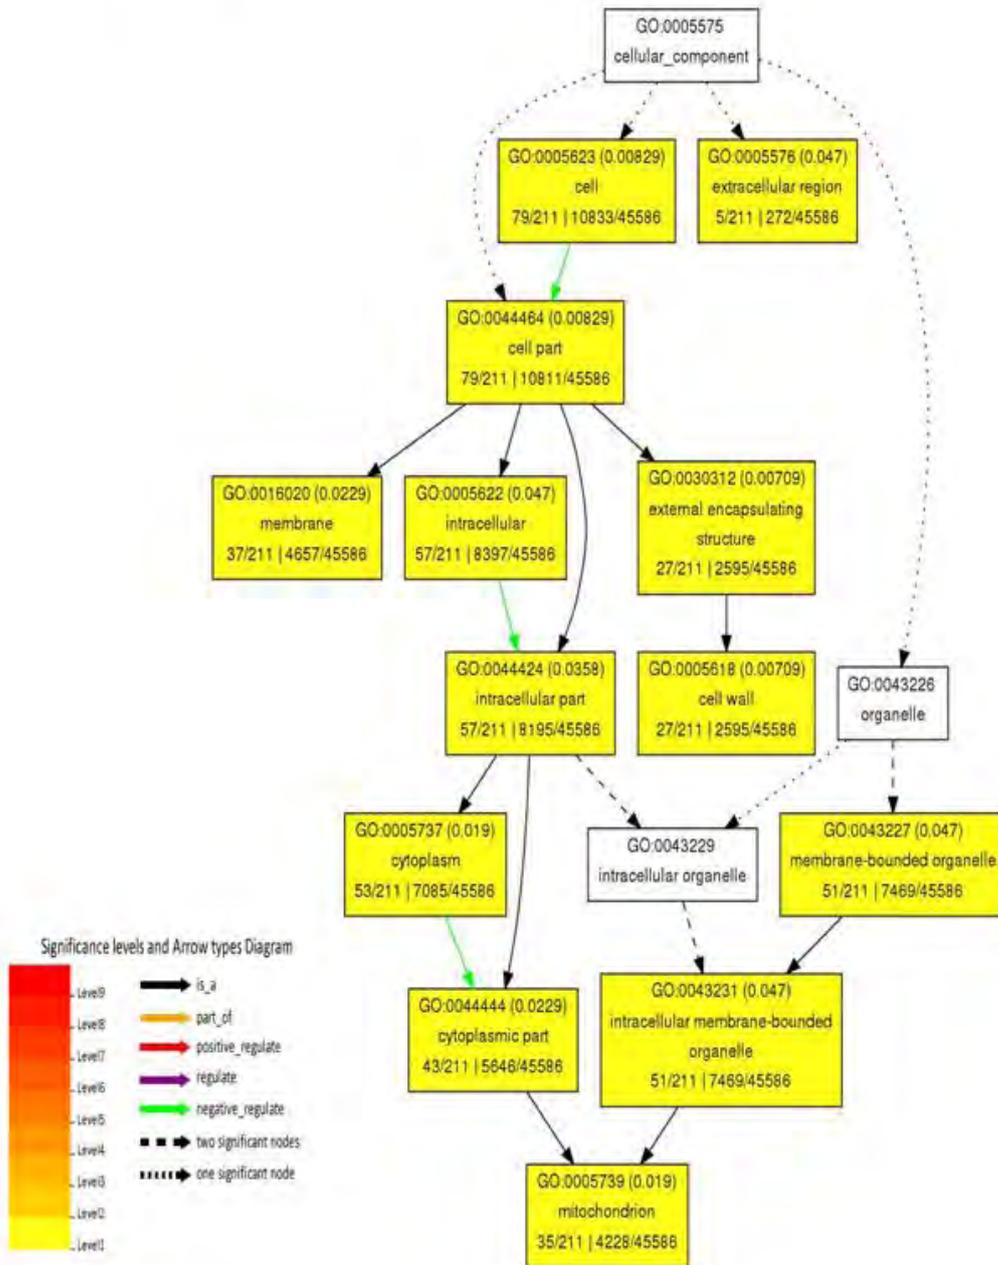 GO:0005575
cellular_component
GO:0005623 (0.00829)
cell
79/211 | 10833/45586
GO:0005576 (0.047)
extracellular region
5/211 | 272/45586
GO:0044464 (0.00829)
cell part
79/211 | 10811/45586
GO:0016020 (0.0229)
membrane
37/211 | 4657/45586
GO:0005622 (0.047)
intracellular
57/211 | 8397/45586
GO:0030312 (0.00709)
external encapsulating
structure
27/211 | 2595/45586
GO:0044424 (0.0358)
intracellular part
57/211 | 8195/45586
GO:0005618 (0.00709)
cell wall
27/211 | 2595/45586
GO:0043226
organelle
GO:0005737 (0.019)
cytoplasm
53/211 | 7085/45586
GO:0043229
intracellular organelle
GO:0043227 (0.047)
membrane-bounded organelle
51/211 | 7469/45586
GO:0044444 (0.0229)
cytoplasmic part
43/211 | 5646/45586
GO:0043231 (0.047)
intracellular membrane-bounded
organelle
51/211 | 7469/45586
GO:0005739 (0.019)
mitochondrion
35/211 | 4228/45586
Significance levels and Arrow types Diagram
Level9
Level8
Level7
Level6
Level5
Level4
Level3
Level2
Level1
is_a
part_of
positive_regulate
regulate
negative_regulate
two significant nodes
one significant node